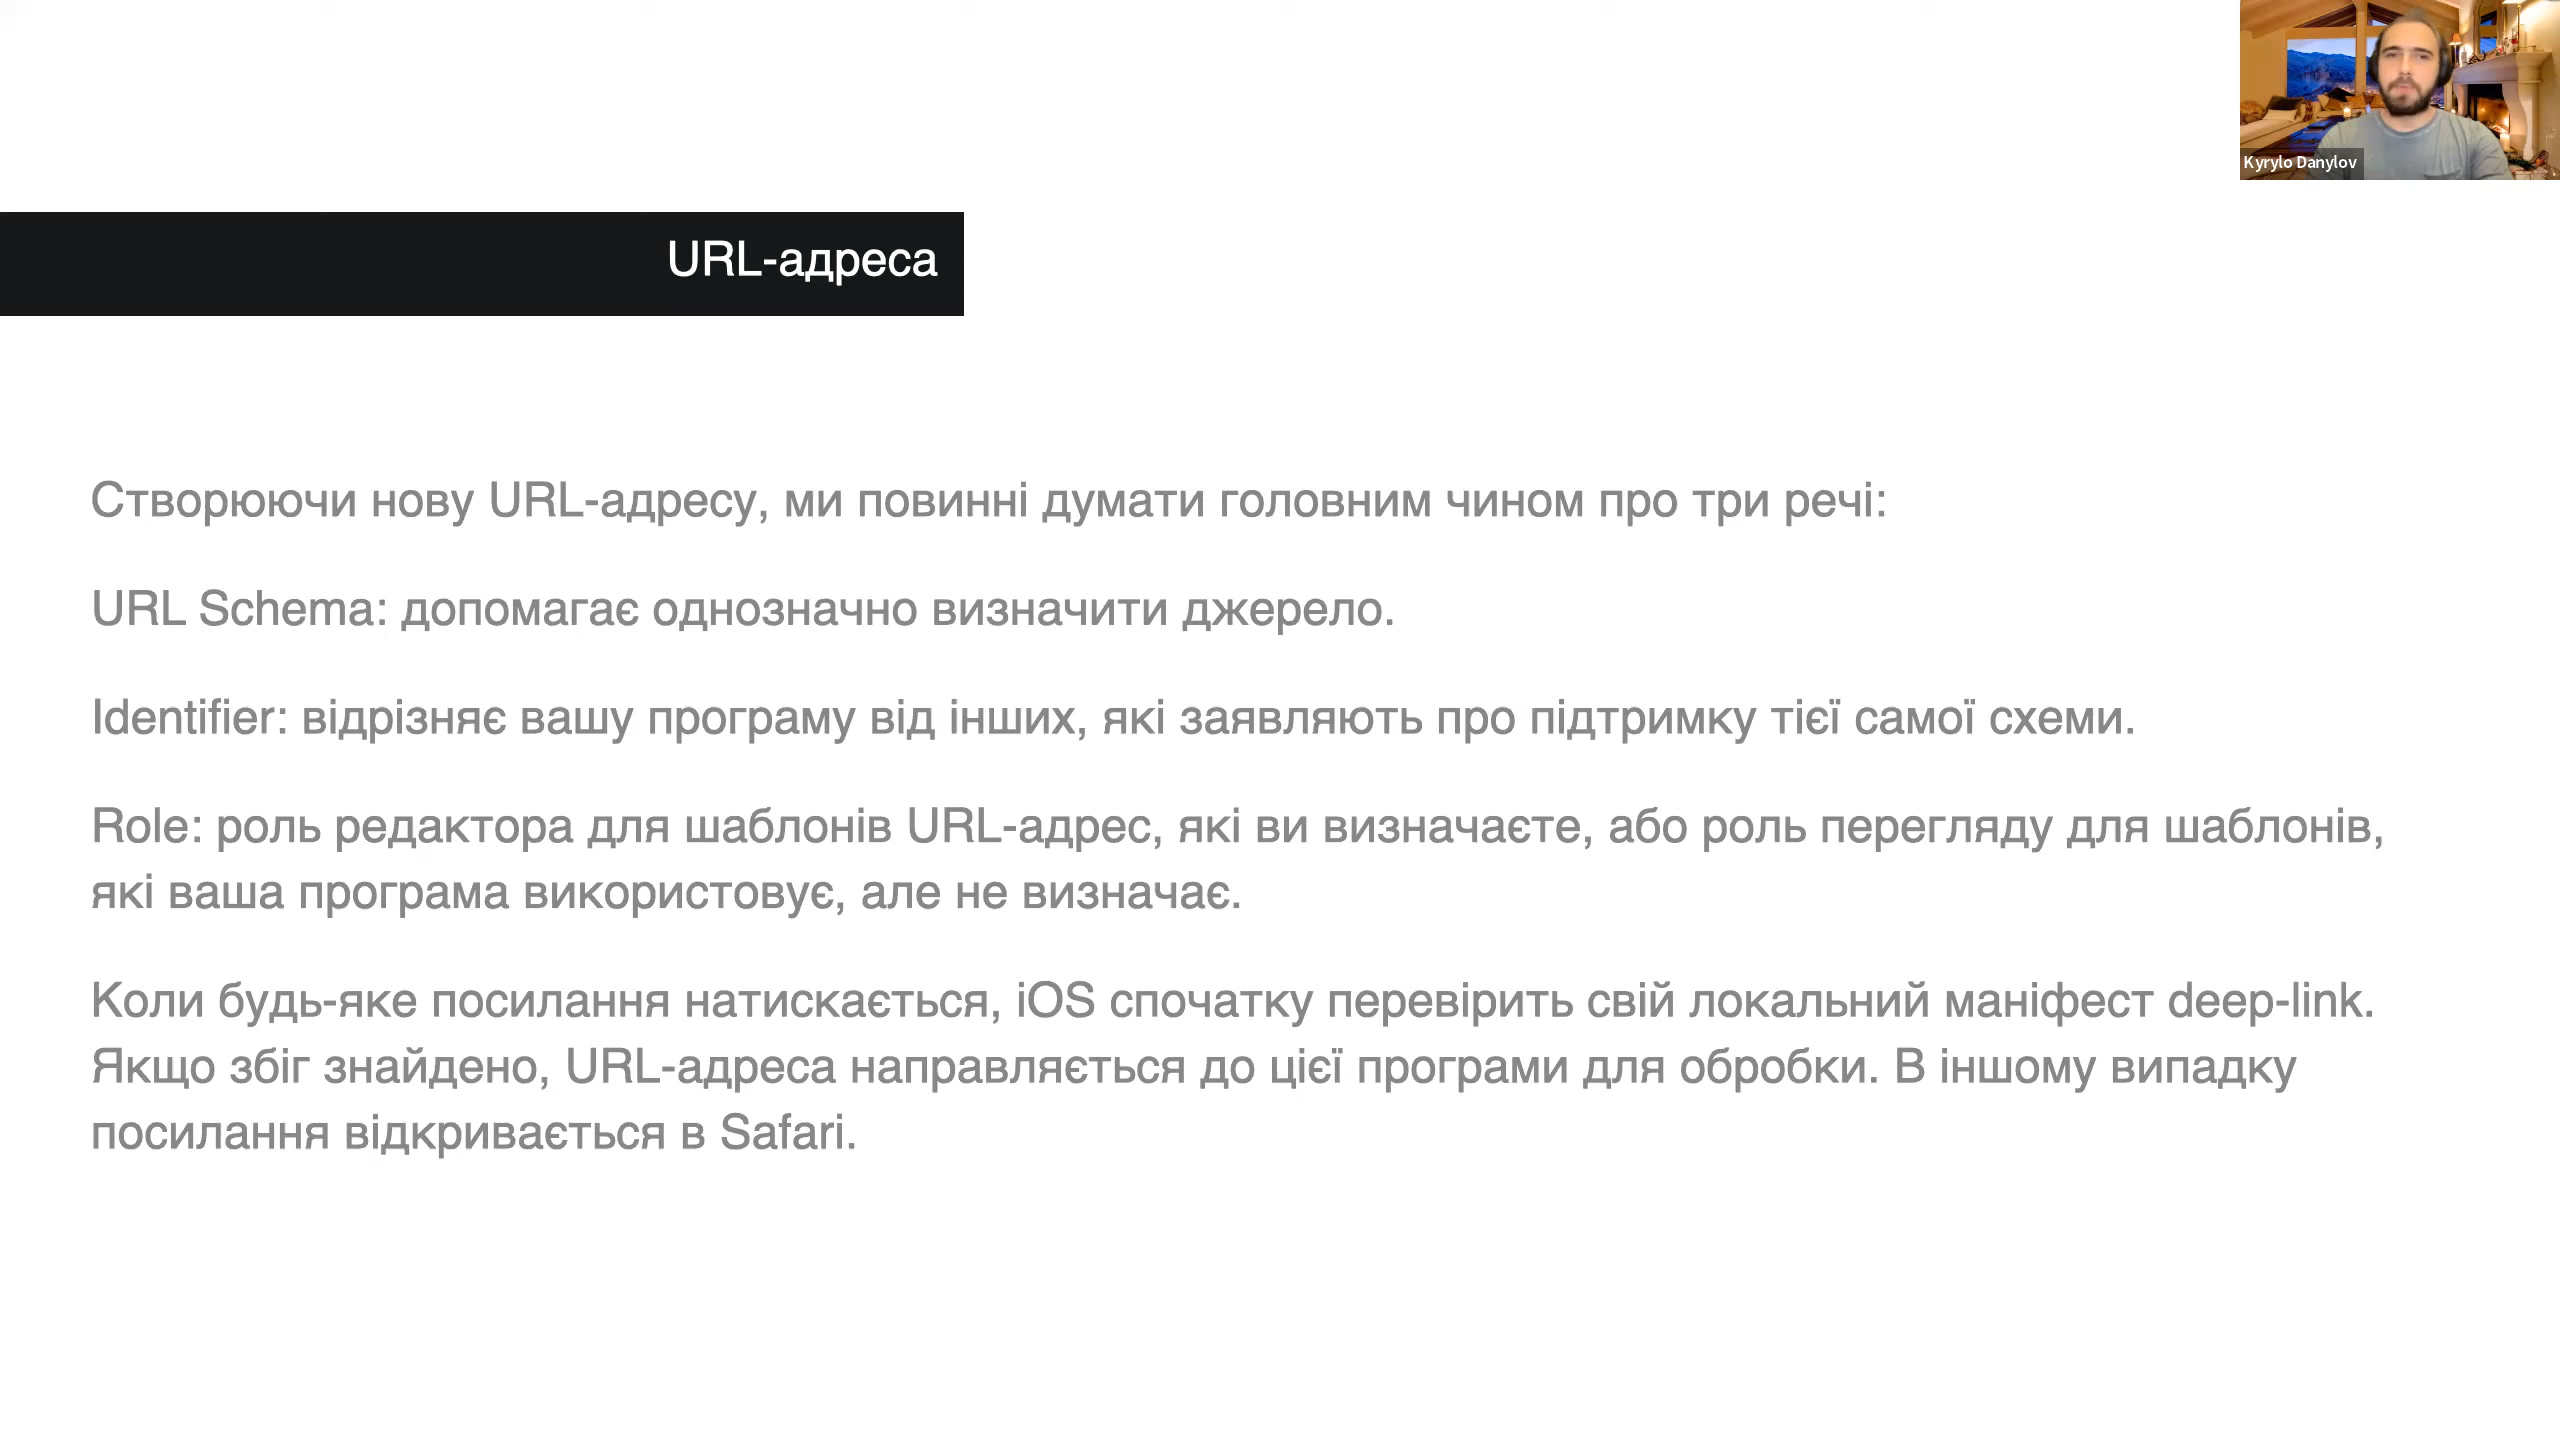 Kyrylo Danylov
URL-адреса
Створюючи нову URL-адресу, ми повинні думати головним чином про три речі:
URL Schema: допомагає однозначно визначити джерело.
Identifier: відрізняє вашу програму від інших, які заявляють про підтримку тієї самої схеми.
Role: роль редактора для шаблонів URL-адрес, які ви визначаєте, або роль перегляду для шаблонів,
які ваша програма використовує, але не визначає.
Коли будь-яке посилання натискається, iOS спочатку перевірить свій локальний маніфест deep-link.
Якщо збіг знайдено, URL-адреса направляється до цієї програми для обробки. В іншому випадку
посилання відкривається в Safari.